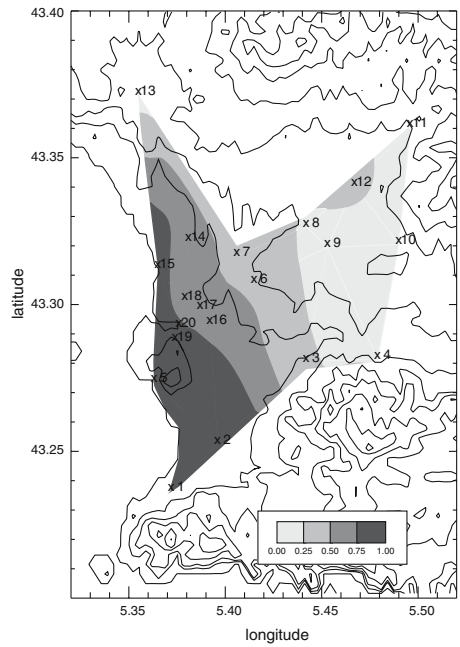 43.40
x13
x11
43.35
x12
x8
x14
x9
x10
x7
x15
x6
latitude
x18
x17
43.30
x16
x20
x19
x3
x4
x5
43.25
x2
x1
0.00 0.25 0.50 0.75 1.00
5.35 5.40 5.45 5.50
longitude